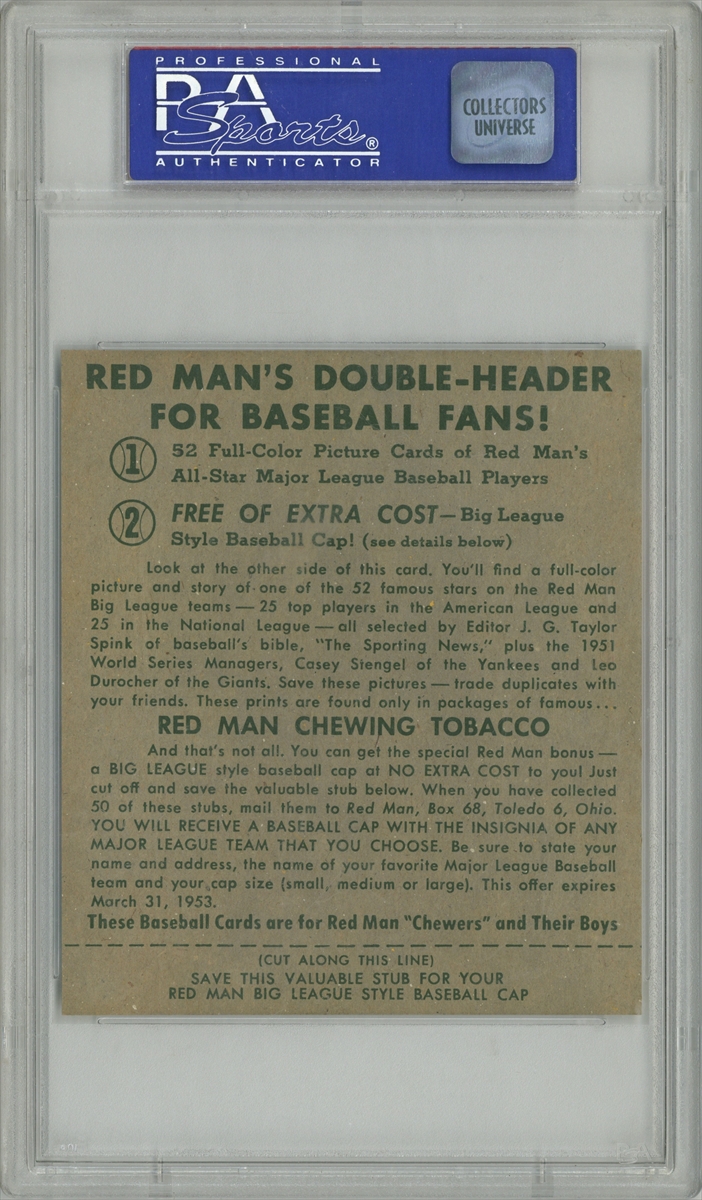 PROFESSIONAL
PSA
Sports®
AUTHENTICATOR
COLLECTORS
UNIVERSE
RED MAN'S DOUBLE-HEADER
FOR BASEBALL FANS!
1 52 Full-Color Picture Cards of Red Man's
All-Star Major League Baseball Players
2 FREE OF EXTRA COST—Big League
Style Baseball Cap! (see details below)
Look at the other side of this card. You'll find a full-color
picture and story of one of the 52 famous stars on the Red Man
Big League teams — 25 top players in the American League and
25 in the National League — all selected by Editor J. G. Taylor
Spink of baseball's bible, "The Sporting News," plus the 1951
World Series Managers, Casey Stengel of the Yankees and Leo
Durocher of the Giants. Save these pictures — trade duplicates with
your friends. These prints are found only in packages of famous...
RED MAN CHEWING TOBACCO
And that's not all. You can get the special Red Man bonus —
a BIG LEAGUE style baseball cap at NO EXTRA COST to you! Just
cut off and save the valuable stub below. When you have collected
50 of these stubs, mail them to Red Man, Box 68, Toledo 6, Ohio.
YOU WILL RECEIVE A BASEBALL CAP WITH THE INSIGNIA OF ANY
MAJOR LEAGUE TEAM THAT YOU CHOOSE. Be sure to state your
name and address, the name of your favorite Major League Baseball
team and your cap size (small, medium or large). This offer expires
March 31, 1953.
These Baseball Cards are for Red Man "Chewers" and Their Boys
(CUT ALONG THIS LINE)
SAVE THIS VALUABLE STUB FOR YOUR
RED MAN BIG LEAGUE STYLE BASEBALL CAP